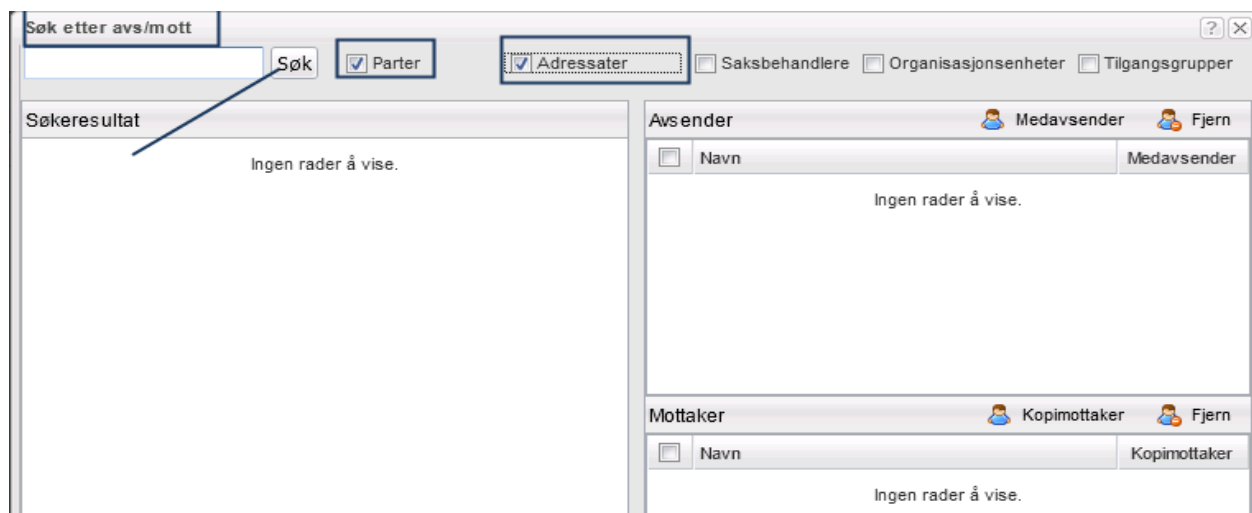 Søk etter avs/mott
Søk Parter Adressater Saksbehandlere Organisasjonsenheter Tilgangsgrupper
Søkeresultat
Ingen rader å vise.
Avsender Medavsender Fjern
Navn Medavsender
Ingen rader å vise.
Mottaker Kopimottaker Fjern
Navn Kopimottaker
Ingen rader å vise.